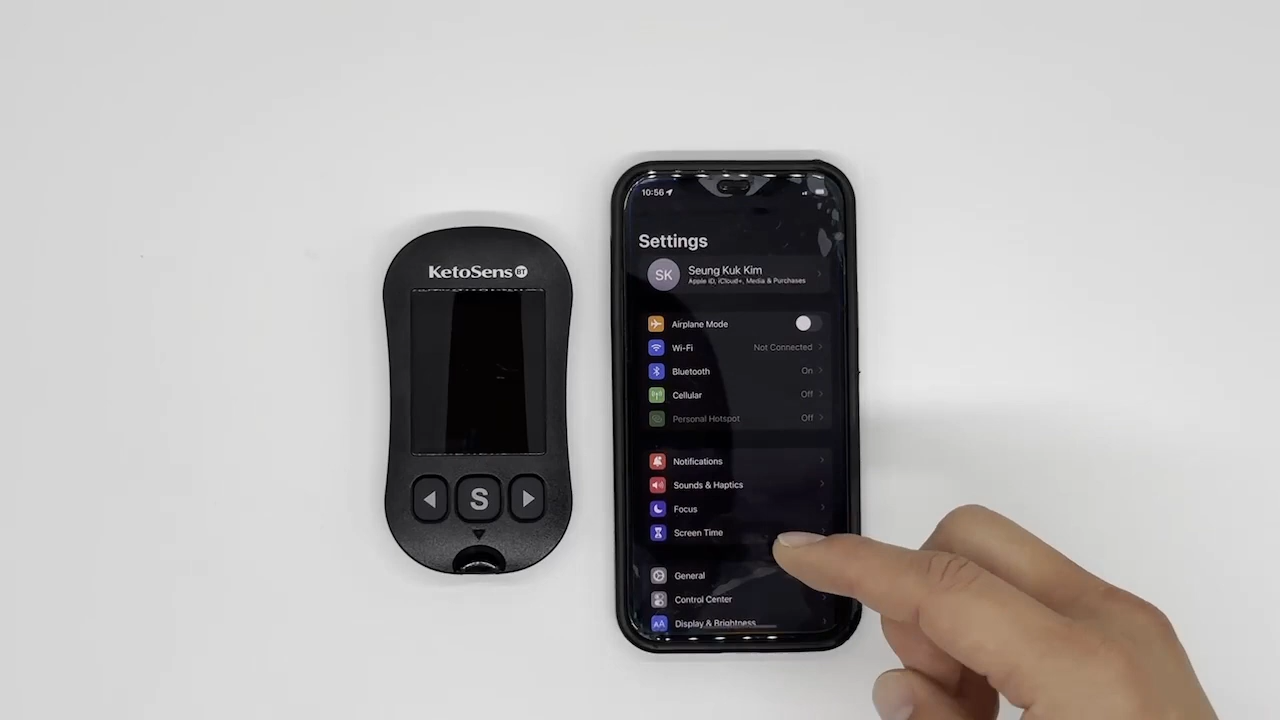 KetoSens BT
S
10:56
Settings
SK
Seung Kuk Kim
Apple ID, iCloud+, Media & Purchases
Airplane Mode
Wi-Fi Not Connected
Bluetooth On
Cellular Off
Personal Hotspot Off
Notifications
Sounds & Haptics
Focus
Screen Time
General
Control Center
AA Display & Brightness